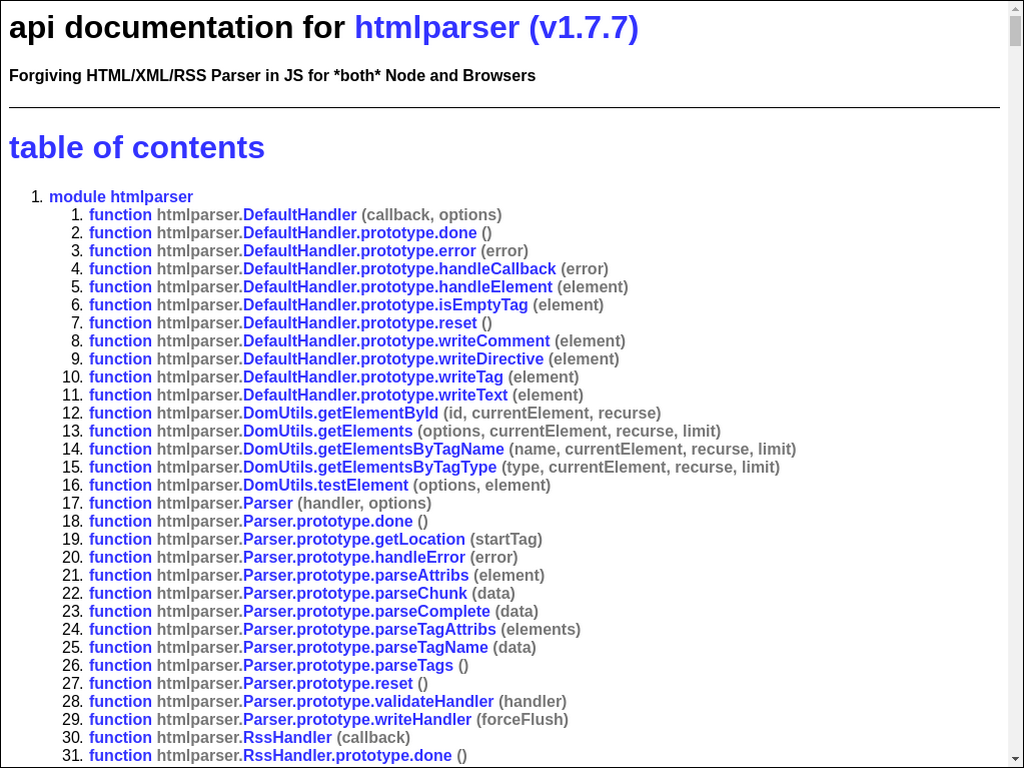 api documentation for htmlparser (v1.7.7)
Forgiving HTML/XML/RSS Parser in JS for *both* Node and Browsers
table of contents
1. module htmlparser
1. function htmlparser.DefaultHandler (callback, options)
2. function htmlparser.DefaultHandler.prototype.done ()
3. function htmlparser.DefaultHandler.prototype.error (error)
4. function htmlparser.DefaultHandler.prototype.handleCallback (error)
5. function htmlparser.DefaultHandler.prototype.handleElement (element)
6. function htmlparser.DefaultHandler.prototype.isEmptyTag (element)
7. function htmlparser.DefaultHandler.prototype.reset ()
8. function htmlparser.DefaultHandler.prototype.writeComment (element)
9. function htmlparser.DefaultHandler.prototype.writeDirective (element)
10. function htmlparser.DefaultHandler.prototype.writeTag (element)
11. function htmlparser.DefaultHandler.prototype.writeText (element)
12. function htmlparser.DomUtils.getElementById (id, currentElement, recurse)
13. function htmlparser.DomUtils.getElements (options, currentElement, recurse, limit)
14. function htmlparser.DomUtils.getElementsByTagName (name, currentElement, recurse, limit)
15. function htmlparser.DomUtils.getElementsByTagType (type, currentElement, recurse, limit)
16. function htmlparser.DomUtils.testElement (options, element)
17. function htmlparser.Parser (handler, options)
18. function htmlparser.Parser.prototype.done ()
19. function htmlparser.Parser.prototype.getLocation (startTag)
20. function htmlparser.Parser.prototype.handleError (error)
21. function htmlparser.Parser.prototype.parseAttribs (element)
22. function htmlparser.Parser.prototype.parseChunk (data)
23. function htmlparser.Parser.prototype.parseComplete (data)
24. function htmlparser.Parser.prototype.parseTagAttribs (elements)
25. function htmlparser.Parser.prototype.parseTagName (data)
26. function htmlparser.Parser.prototype.parseTags ()
27. function htmlparser.Parser.prototype.reset ()
28. function htmlparser.Parser.prototype.validateHandler (handler)
29. function htmlparser.Parser.prototype.writeHandler (forceFlush)
30. function htmlparser.RssHandler (callback)
31. function htmlparser.RssHandler.prototype.done ()